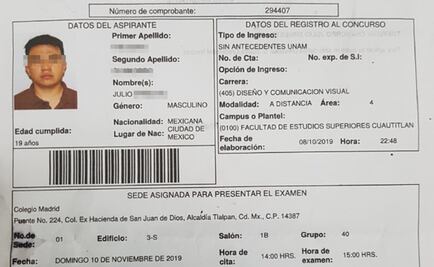 Número de comprobante: 294407
DATOS DEL ASPIRANTE
Primer Apellido:
Segundo Apellido:
Nombre(s):
JULIO
Género:
MASCULINO
Nacionalidad: MEXICANA
Lugar de Nac: CIUDAD DE MEXICO
Edad cumplida:
19 años
DATOS DEL REGISTRO AL CONCURSO
Tipo de Ingreso:
SIN ANTECEDENTES UNAM
No. de Cta: No. exp. de S.I:
Opción de Ingreso:
Carrera:
(405) DISEÑO Y COMUNICACION VISUAL
Modalidad: A DISTANCIA Área: 4
Campus o Plantel:
(0100) FACULTAD DE ESTUDIOS SUPERIORES CUAUTITLAN
Fecha de elaboración: 08/10/2019 Hora: 22:48
SEDE ASIGNADA PARA PRESENTAR EL EXAMEN
Colegio Madrid
Puente No. 224, Col. Ex Hacienda de San Juan de Dios, Alcaldía Tlalpan, Cd. Mx., C.P. 14387
No.de Sede: 01 Edificio: 3-S Salón: 1B Grupo: 40
Fecha: DOMINGO 10 DE NOVIEMBRE DE 2019 Hora de cita: 14:00 HRS. Hora de examen: 15:00 HRS.